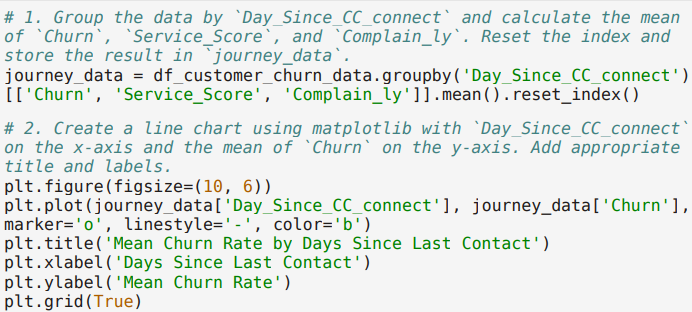 # 1. Group the data by `Day_Since_CC_connect` and calculate the mean
of `Churn`, `Service_Score`, and `Complain_ly`. Reset the index and
store the result in `journey_data`.
journey_data = df_customer_churn_data.groupby('Day_Since_CC_connect')
[['Churn', 'Service_Score', 'Complain_ly']].mean().reset_index()
# 2. Create a line chart using matplotlib with `Day_Since_CC_connect`
on the x-axis and the mean of `Churn` on the y-axis. Add appropriate
title and labels.
plt.figure(figsize=(10, 6))
plt.plot(journey_data['Day_Since_CC_connect'], journey_data['Churn'],
marker='o', linestyle='-', color='b')
plt.title('Mean Churn Rate by Days Since Last Contact')
plt.xlabel('Days Since Last Contact')
plt.ylabel('Mean Churn Rate')
plt.grid(True)